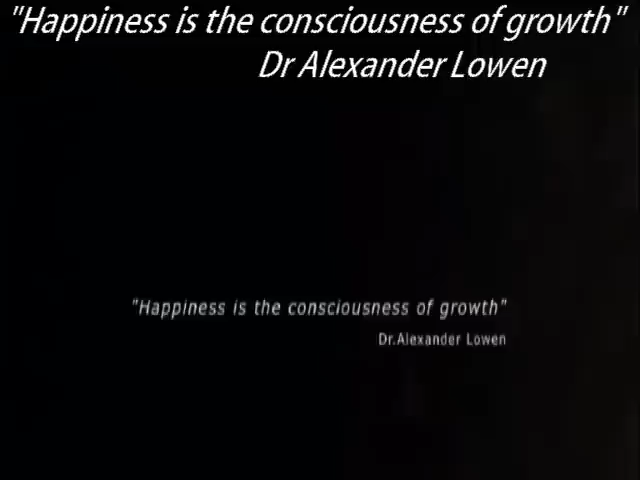 "Happiness is the consciousness of growth"
Dr Alexander Lowen
"Happiness is the consciousness of growth"
Dr.Alexander Lowen